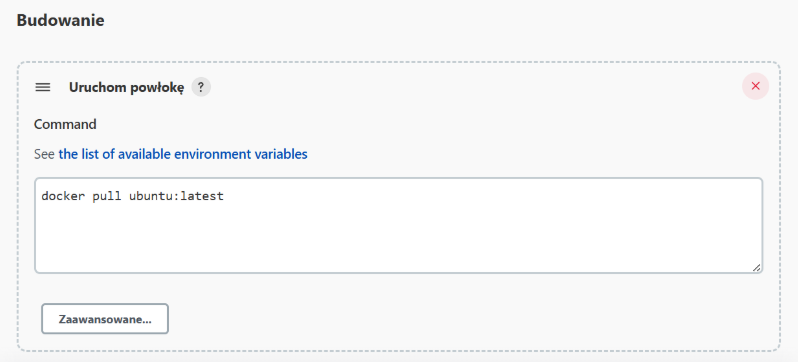 Budowanie
Uruchom powłokę ?
Command
See the list of available environment variables
docker pull ubuntu:latest
Zaawansowane...